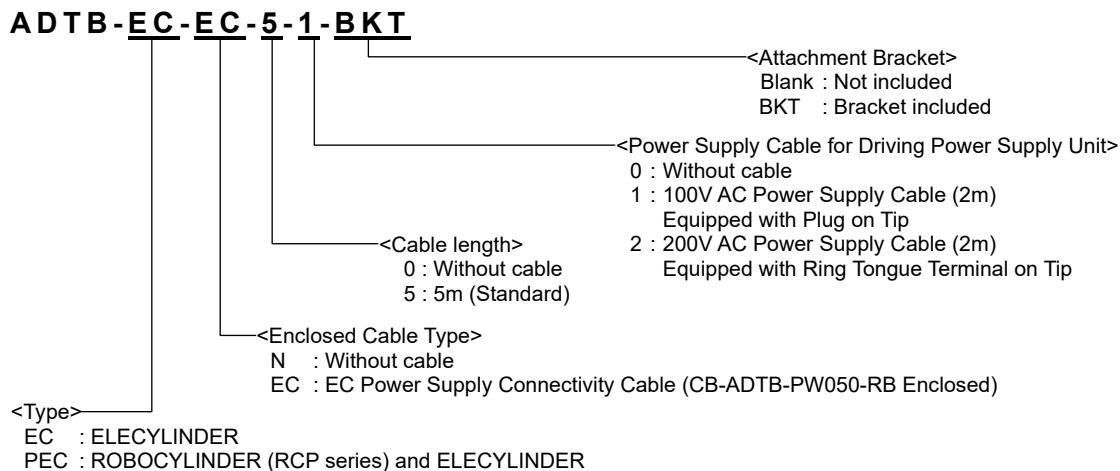 ADTB-EC-EC-5-1-BKT
<Attachment Bracket>
Blank : Not included
BKT : Bracket included
<Power Supply Cable for Driving Power Supply Unit>
0 : Without cable
1 : 100V AC Power Supply Cable (2m)
Equipped with Plug on Tip
2 : 200V AC Power Supply Cable (2m)
Equipped with Ring Tongue Terminal on Tip
<Cable length>
0 : Without cable
5 : 5m (Standard)
<Enclosed Cable Type>
N : Without cable
EC : EC Power Supply Connectivity Cable (CB-ADTB-PW050-RB Enclosed)
<Type>
EC : ELECYLINDER
PEC : ROBOCYLINDER (RCP series) and ELECYLINDER